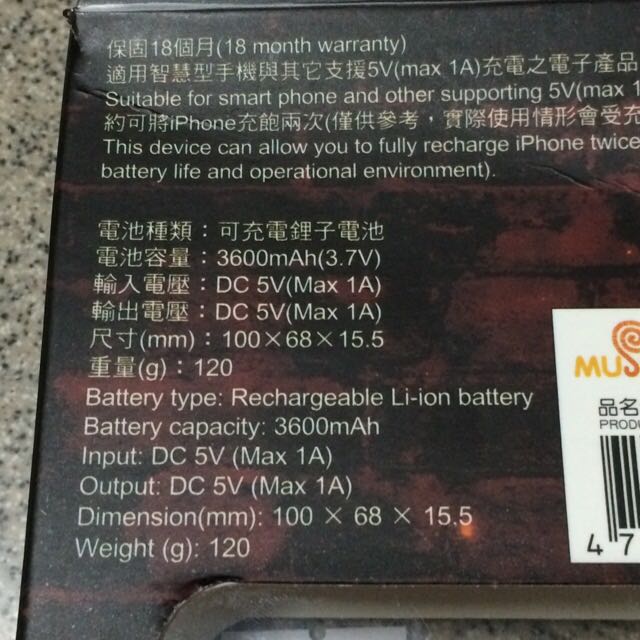 保固18個月(18 month warranty)
適用智慧型手機與其它支援5V(max 1A)充電之電子產品
Suitable for smart phone and other supporting 5V(max 1
約可將iPhone充飽兩次(僅供參考，實際使用情形會受充
This device can allow you to fully recharge iPhone twice
battery life and operational environment).
電池種類：可充電鋰子電池
電池容量：3600mAh(3.7V)
輸入電壓：DC 5V(Max 1A)
輸出電壓：DC 5V(Max 1A)
尺寸(mm)：100×68×15.5
重量(g)：120
Battery type: Rechargeable Li-ion battery
Battery capacity: 3600mAh
Input: DC 5V (Max 1A)
Output: DC 5V (Max 1A)
Dimension(mm): 100 × 68 × 15.5
Weight (g): 120
MUS
品名
PRODU
4 7